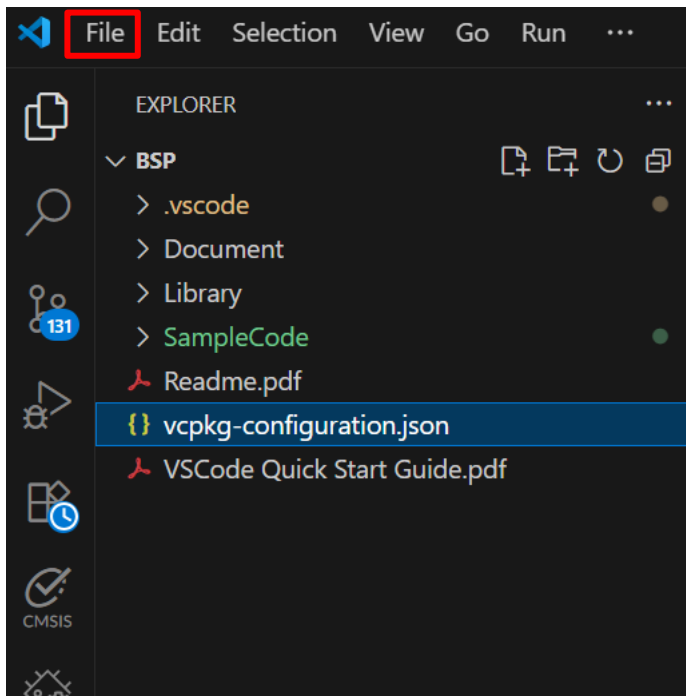 File Edit Selection View Go Run ...
EXPLORER ...
BSP
.vscode
Document
Library
131
SampleCode
Readme.pdf
{} vcpkg-configuration.json
VSCode Quick Start Guide.pdf
CMSIS